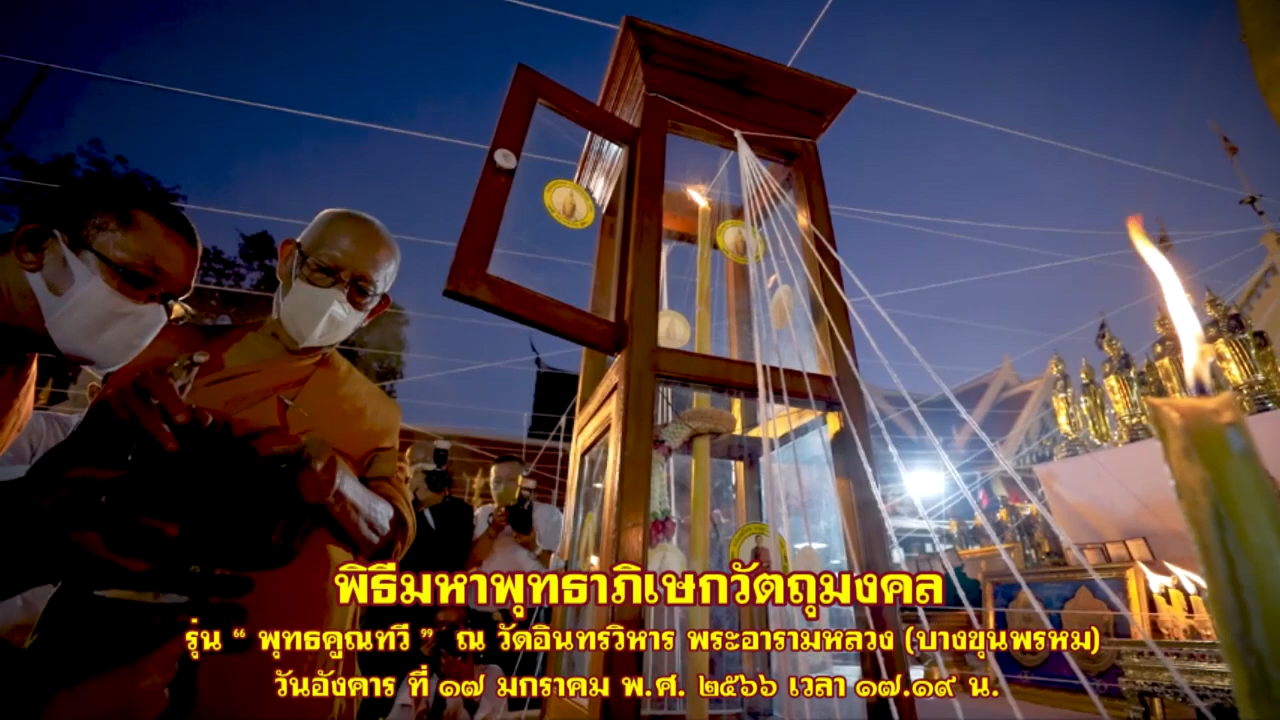 พิธีมหาพุทธาภิเษกวัตถุมงคล
รุ่น “ พุทธคูณทวี ” ณ วัดอินทรวิหาร พระอารามหลวง (บางขุนพรหม)
วันอังคาร ที่ ๑๗ มกราคม พ.ศ. ๒๕๖๖ เวลา ๑๗.๑๙ น.